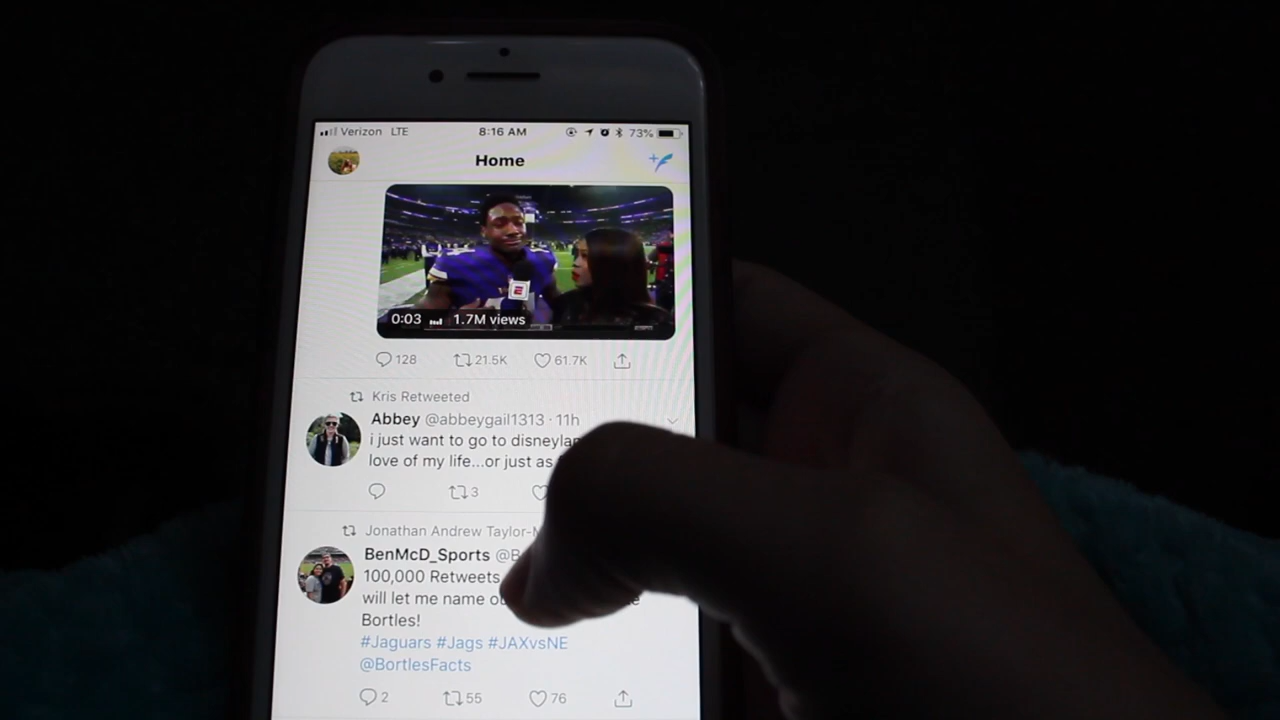 Verizon LTE 8:16 AM 73%
Home
0:03 1.7M views
128 21.5K 61.7K
Kris Retweeted
Abbey @abbeygail1313 · 11h
i just want to go to
love of my life...or just as
3
Jonathan Andrew
BenMcD_Sports
100,000 Retweets
will let me name
Bortles!
#Jaguars #Jags #JAXvsNE
@BortlesFacts
2 55 76